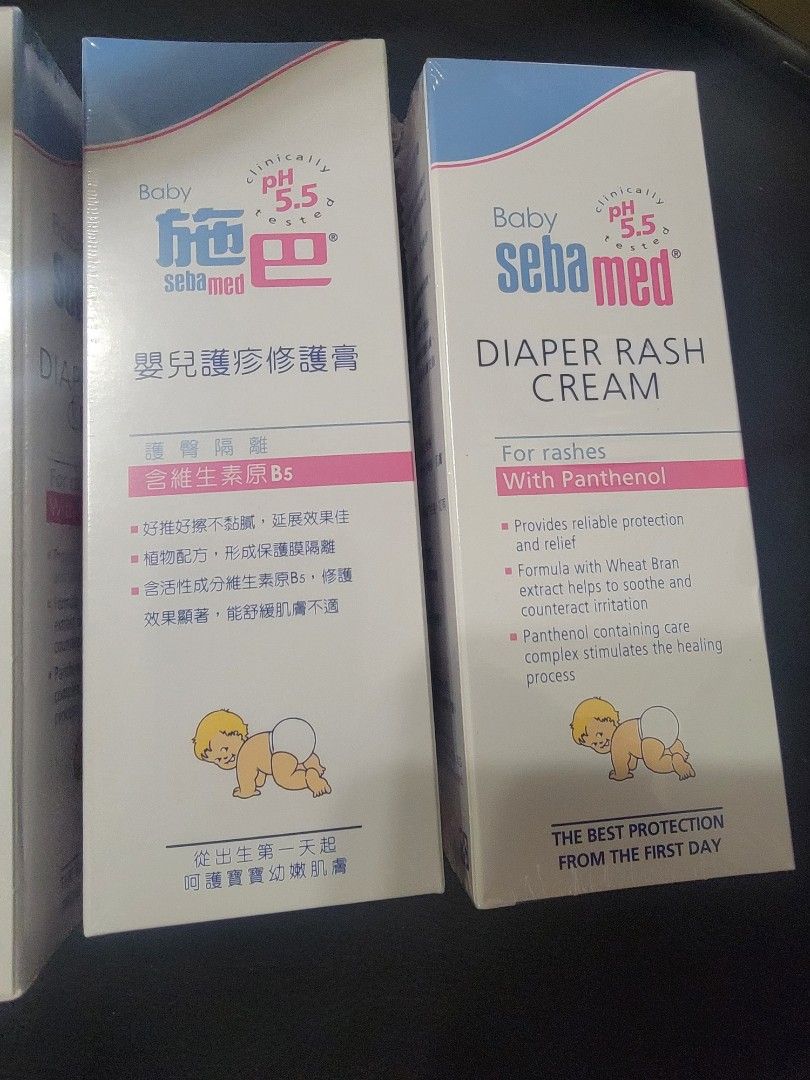 Baby
clinically
pH
5.5
tested
施巴®
sebamed
嬰兒護疹修護膏
護臀隔離
含維生素原B5
好推好擦不黏膩，延展效果佳
植物配方，形成保護膜隔離
含活性成分維生素原B5，修護
效果顯著，能舒緩肌膚不適
從出生第一天起
呵護寶寶幼嫩肌膚
Baby
clinically
pH
5.5
tested
sebamed®
DIAPER RASH
CREAM
For rashes
With Panthenol
Provides reliable protection
and relief
Formula with Wheat Bran
extract helps to soothe and
counteract irritation
Panthenol containing care
complex stimulates the healing
process
THE BEST PROTECTION
FROM THE FIRST DAY